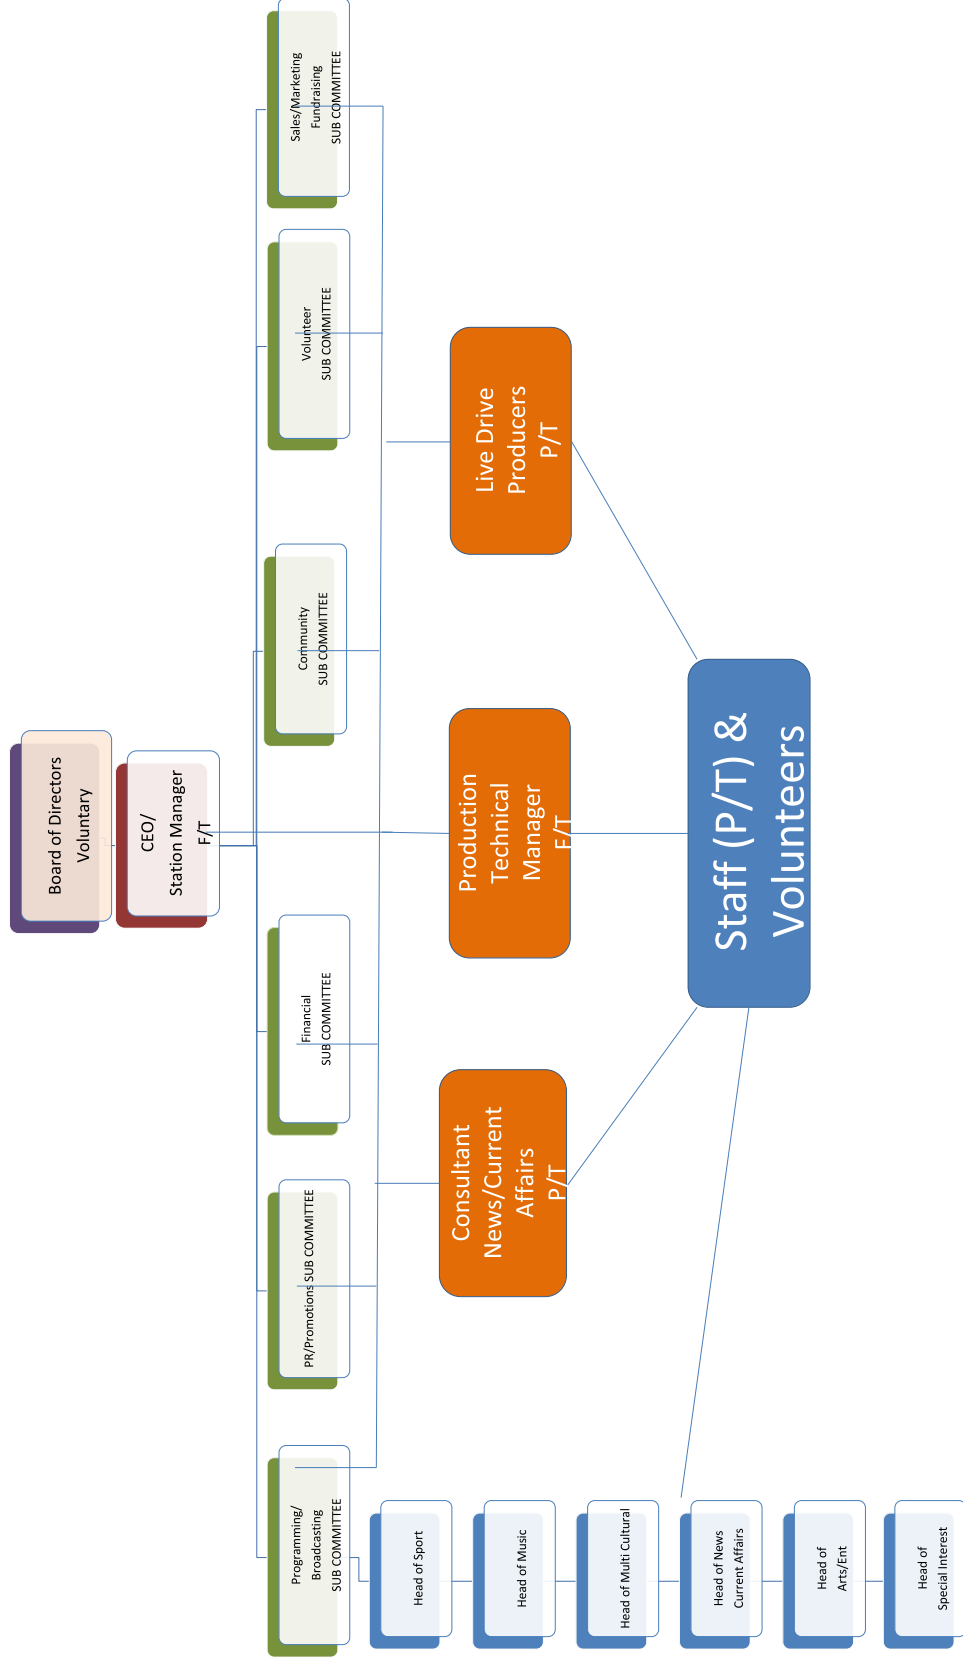 Board of Directors
Voluntary
CEO/
Station Manager
F/T
Programming/
Broadcasting
SUB COMMITTEE
PR/Promotions SUB COMMITTEE
Financial
SUB COMMITTEE
Community
SUB COMMITTEE
Volunteer
SUB COMMITTEE
Sales/Marketing
Fundraising
SUB COMMITTEE
Head of Sport
Head of Music
Head of Multi Cultural
Head of News
Current Affairs
Head of
Arts/Ent
Head of
Special Interest
Consultant
News/Current
Affairs
P/T
Production
Technical
Manager
F/T
Live Drive
Producers
P/T
Staff (P/T) &
Volunteers